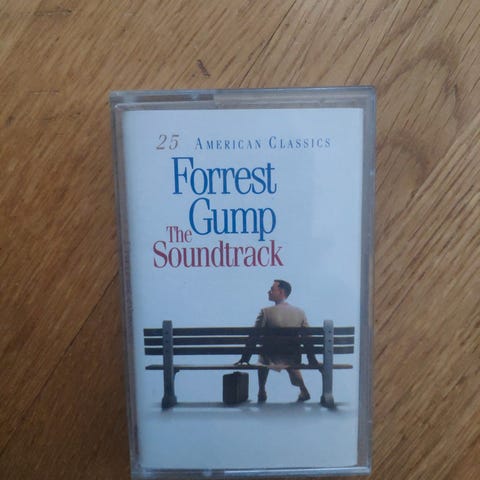 25 AMERICAN CLASSICS
Forrest
Gump
The
Soundtrack